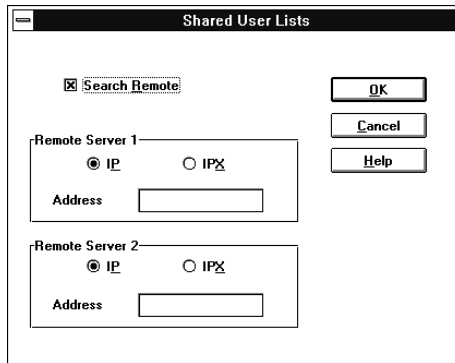 Shared User Lists
Search Remote
OK
Cancel
Help
Remote Server 1
IP IPX
Address
Remote Server 2
IP IPX
Address